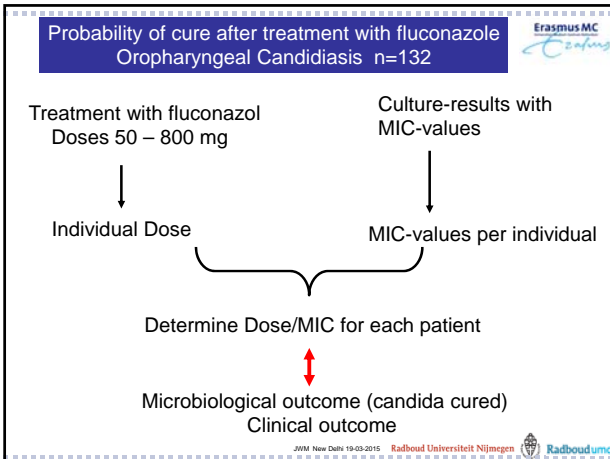 Probability of cure after treatment with fluconazole
Oropharyngeal Candidiasis n=132
Erasmus MC
Erasmus
Treatment with fluconazol
Doses 50 – 800 mg
Culture-results with
MIC-values
Individual Dose
MIC-values per individual
Determine Dose/MIC for each patient
Microbiological outcome (candida cured)
Clinical outcome
JWM New Delhi 19-03-2015 Radboud Universiteit Nijmegen Radboudumc